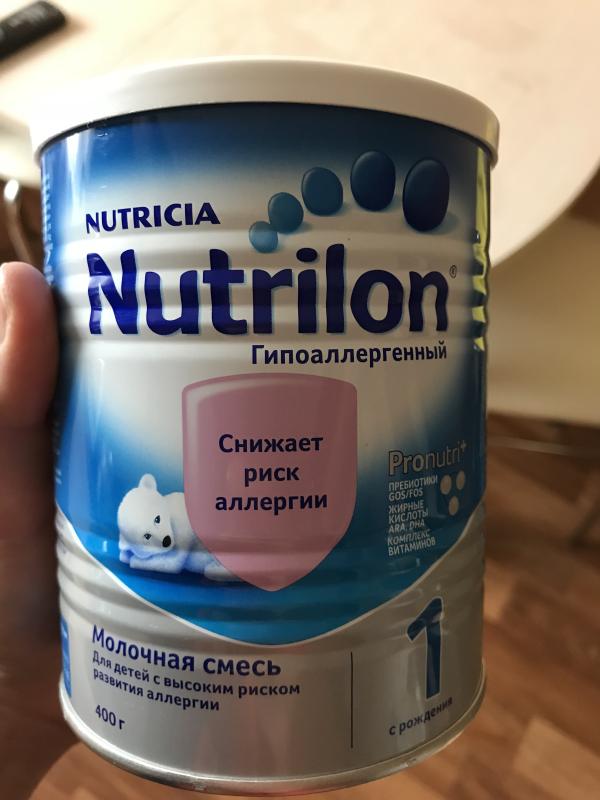 NUTRICIA
Nutrilon®
Гипоаллергенный
Снижает
риск
аллергии
Pronutri+
ПРЕБИОТИКИ
GOS/FOS
ЖИРНЫЕ
КИСЛОТЫ
ARA, DHA
КОМПЛЕКС
ВИТАМИНОВ
Молочная смесь
Для детей с высоким риском
развития аллергии
400 г
1
с рождения